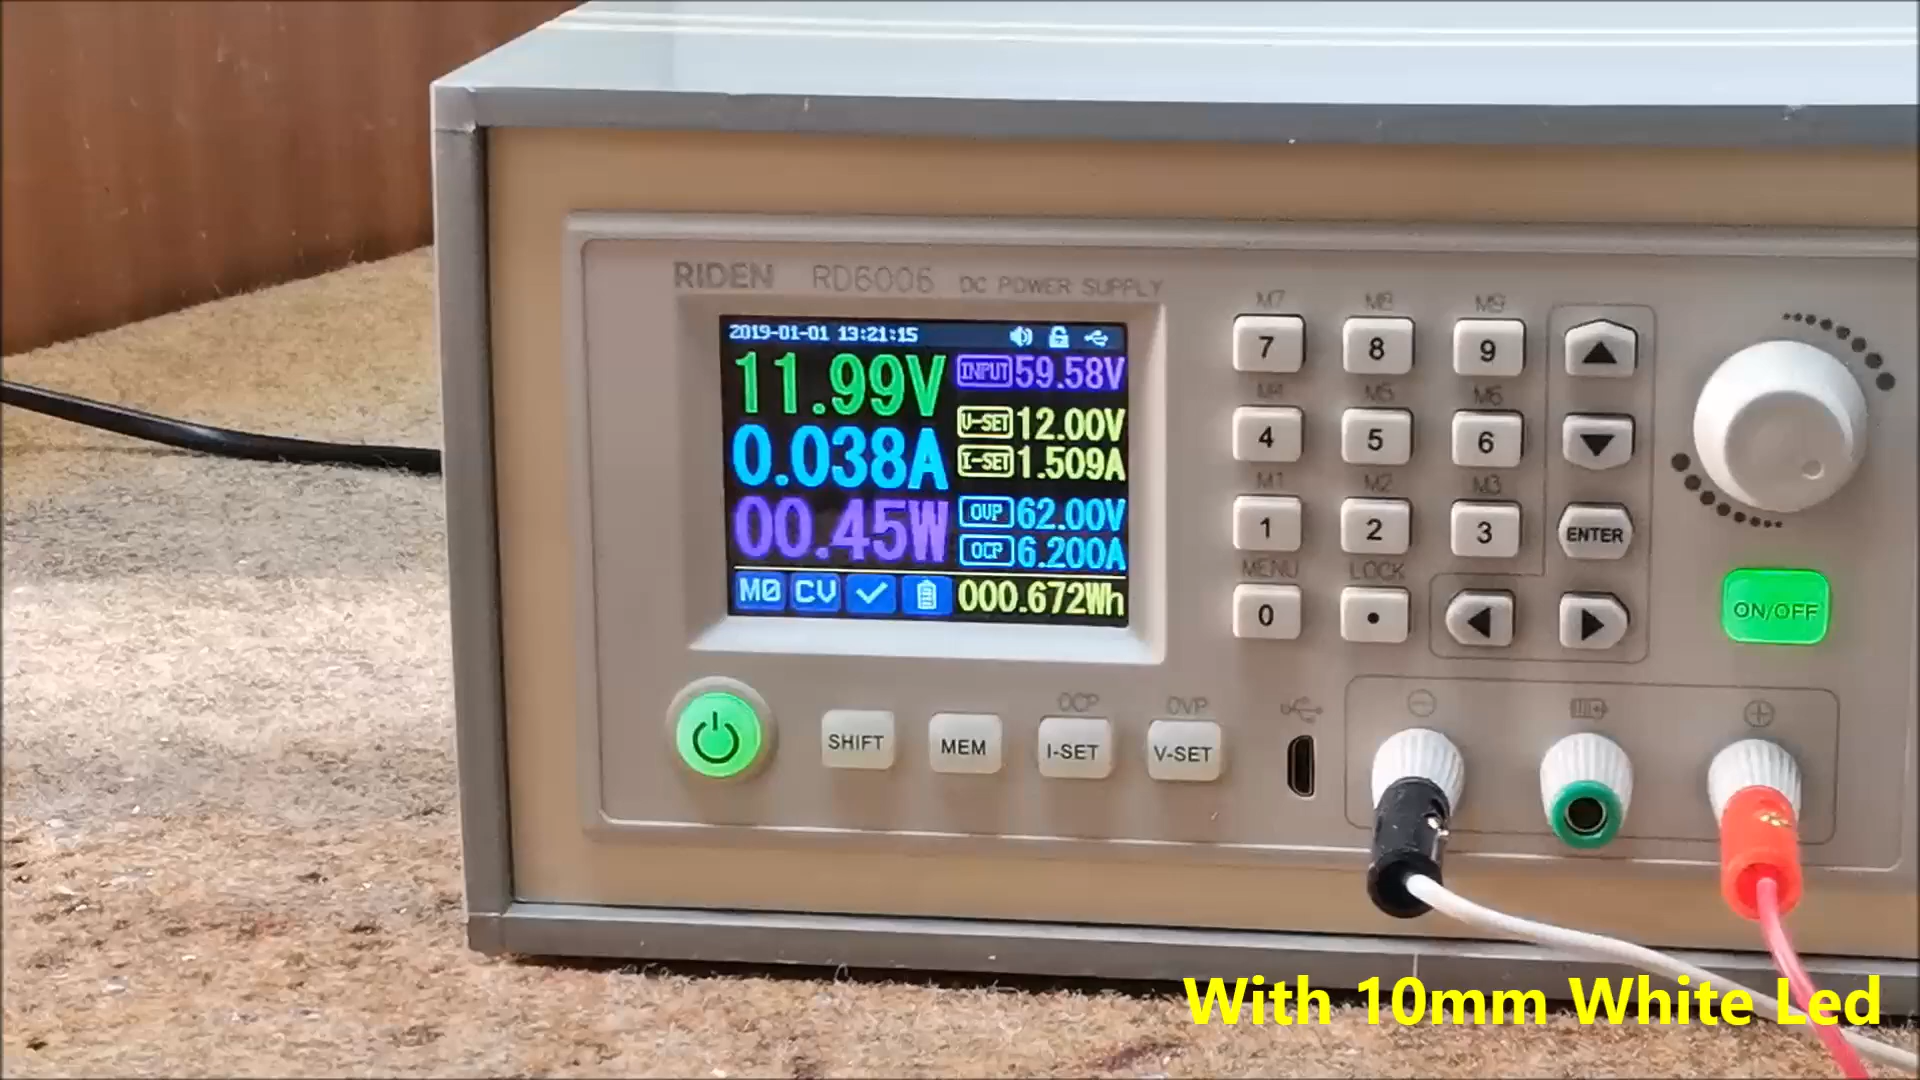 RIDEN RD6006 DC POWER SUPPLY
2019-01-01 13:21:15
11.99V
INPUT 59.58V
V-SET 12.00V
0.038A
I-SET 1.509A
00.45W
OVP 62.00V
OCP 6.200A
M0 CV 000.672Wh
M7 M8 M9
7 8 9
M4 M5 M6
4 5 6
M1 M2 M3
1 2 3 ENTER
MENU LOCK
0 .
ON/OFF
OCP OVP
SHIFT MEM I-SET V-SET
With 10mm White Led